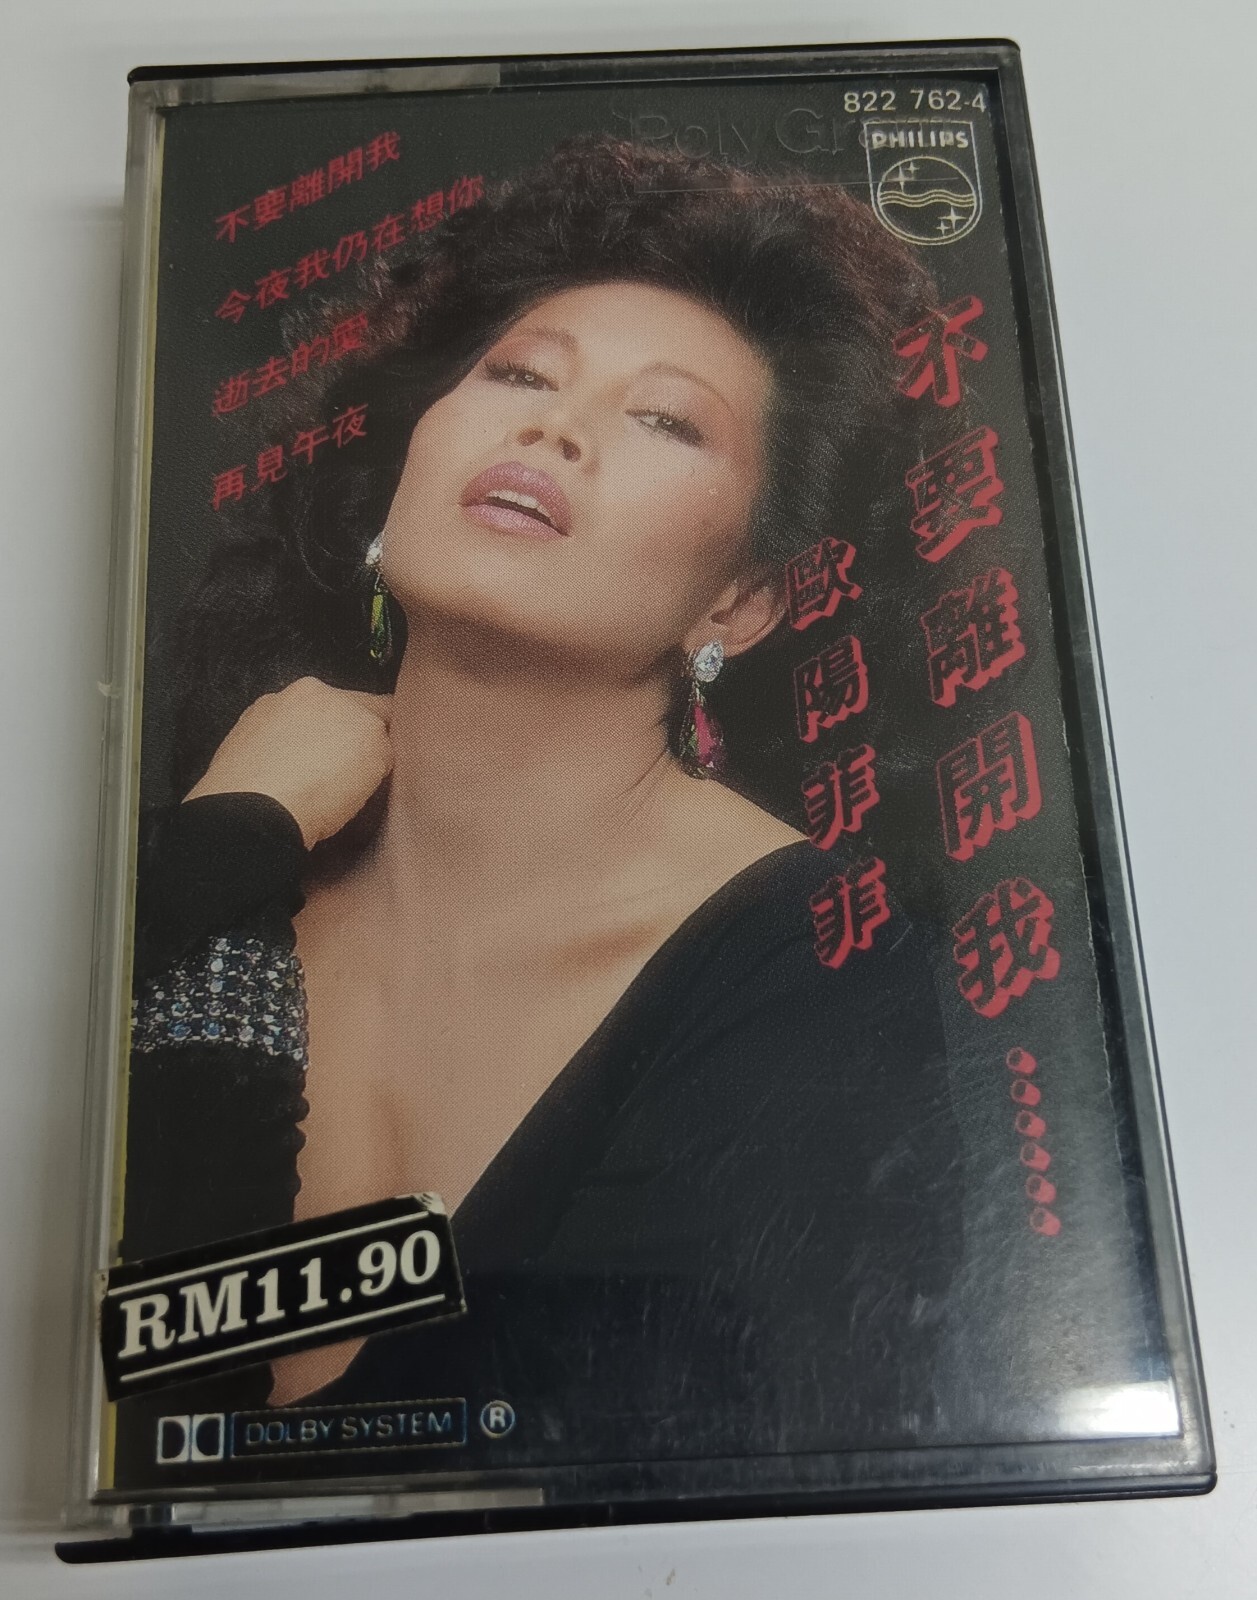 822 762-4
PolyGram
PHILIPS
不要離開我
今夜我仍在想你
逝去的愛
再見午夜
不要離開我······
歐陽菲菲
RM11.90
DOLBY SYSTEM ®